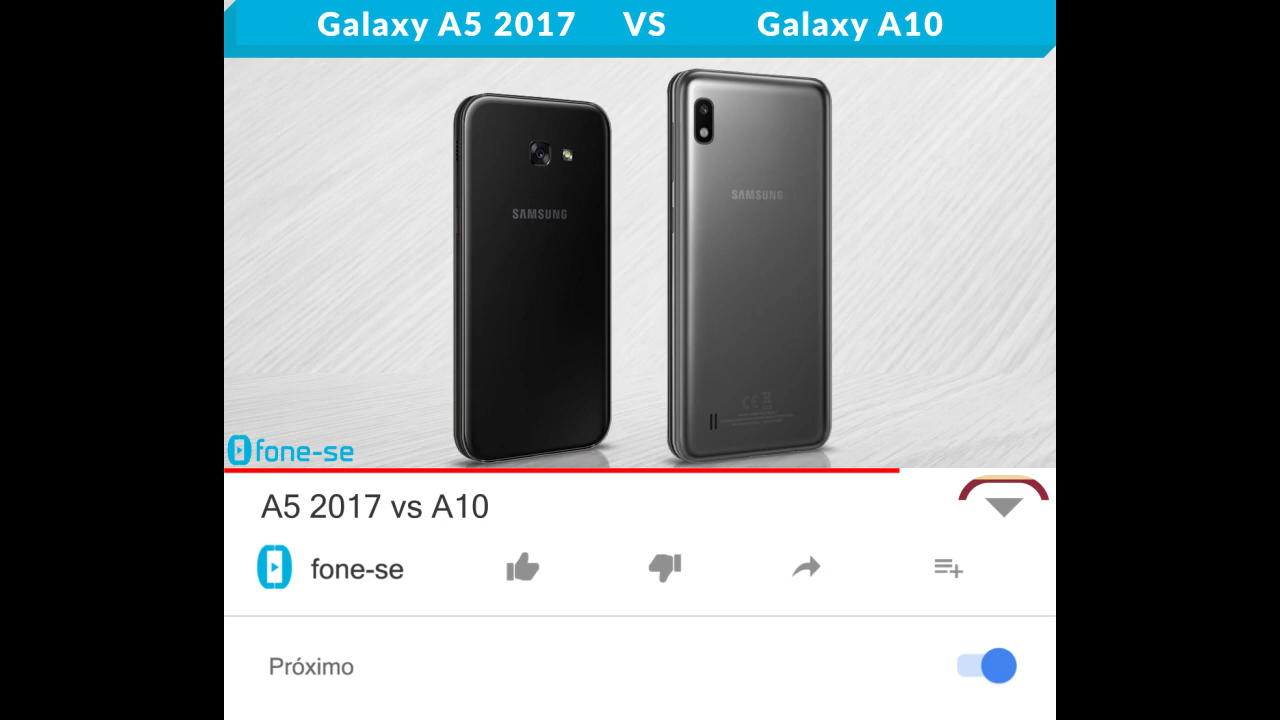 Galaxy A5 2017 VS Galaxy A10
SAMSUNG
SAMSUNG
fone-se
A5 2017 vs A10
fone-se
Próximo